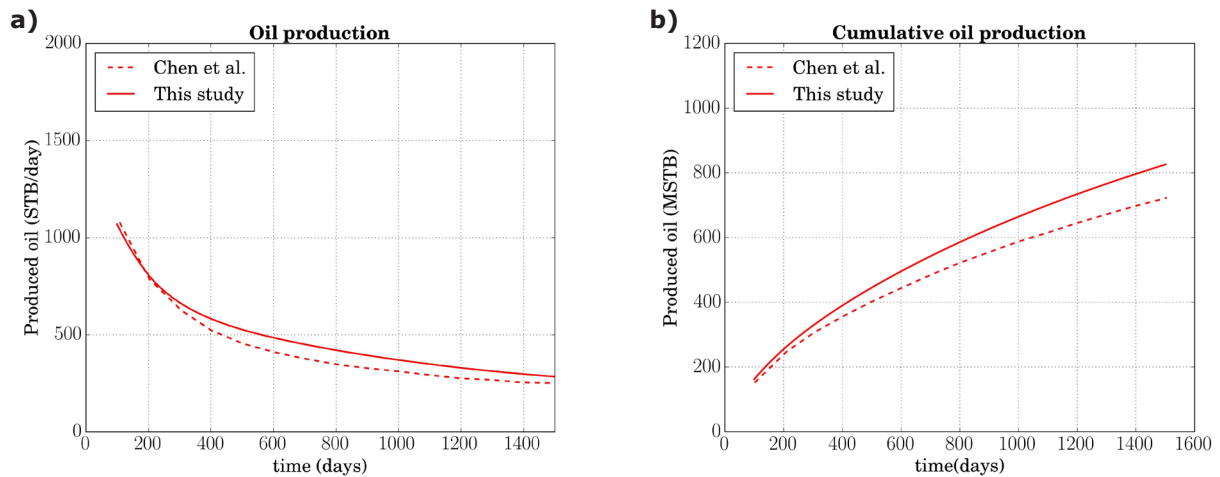 a)
Oil production
2000
1500
1000
500
0
Produced oil (STB/day)
Chen et al.
This study
0 200 400 600 800 1000 1200 1400
time (days)
b)
Cumulative oil production
1200
1000
800
600
400
200
0
Produced oil (MSTB)
Chen et al.
This study
0 200 400 600 800 1000 1200 1400 1600
time(days)